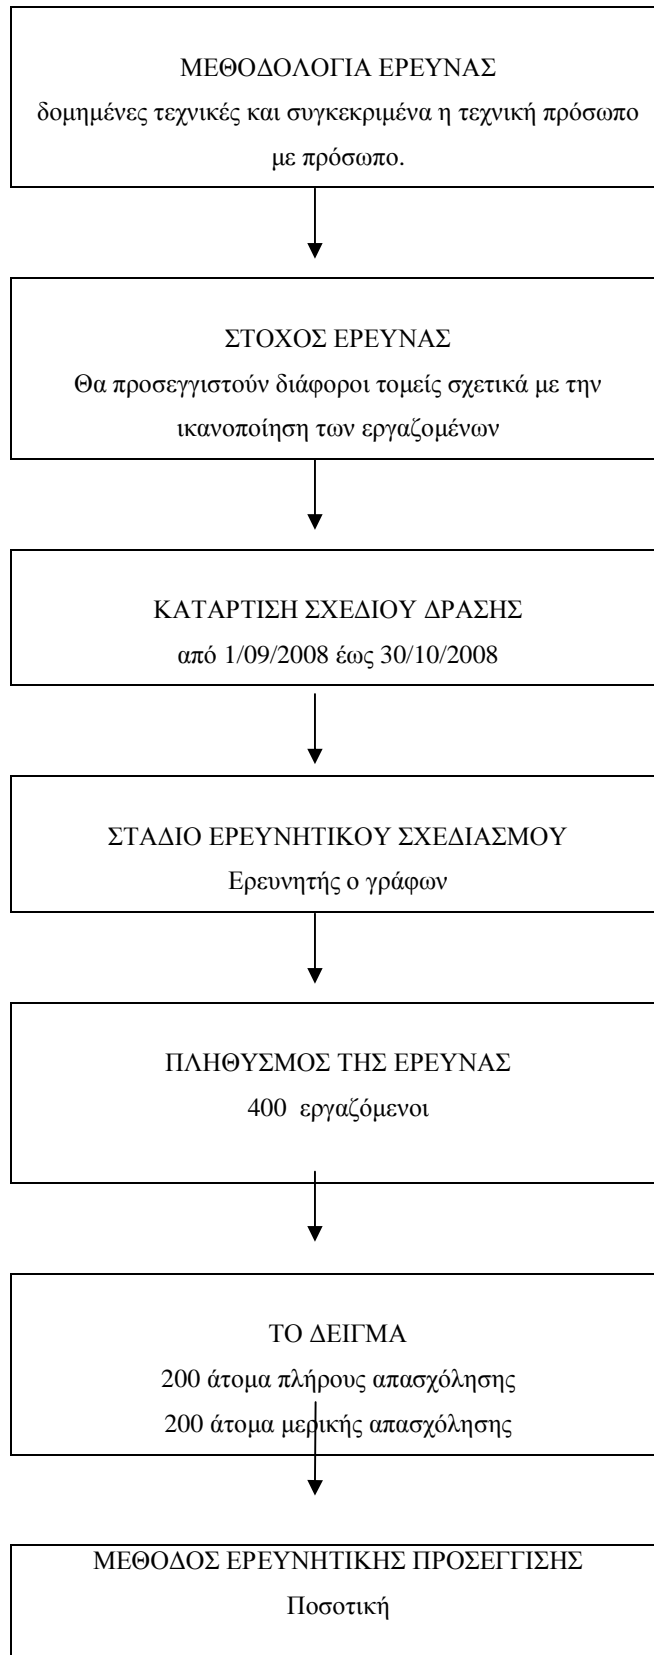 ΜΕΘΟΔΟΛΟΓΙΑ ΕΡΕΥΝΑΣ
δομημένες τεχνικές και συγκεκριμένα η τεχνική πρόσωπο
με πρόσωπο.
ΣΤΟΧΟΣ ΕΡΕΥΝΑΣ
Θα προσεγγιστούν διάφοροι τομείς σχετικά με την
ικανοποίηση των εργαζομένων
ΚΑΤΑΡΤΙΣΗ ΣΧΕΔΙΟΥ ΔΡΑΣΗΣ
από 1/09/2008 έως 30/10/2008
ΣΤΑΔΙΟ ΕΡΕΥΝΗΤΙΚΟΥ ΣΧΕΔΙΑΣΜΟΥ
Ερευνητής ο γράφων
ΠΛΗΘΥΣΜΟΣ ΤΗΣ ΕΡΕΥΝΑΣ
400 εργαζόμενοι
ΤΟ ΔΕΙΓΜΑ
200 άτομα πλήρους απασχόλησης
200 άτομα μερικής απασχόλησης
ΜΕΘΟΔΟΣ ΕΡΕΥΝΗΤΙΚΗΣ ΠΡΟΣΕΓΓΙΣΗΣ
Ποσοτική